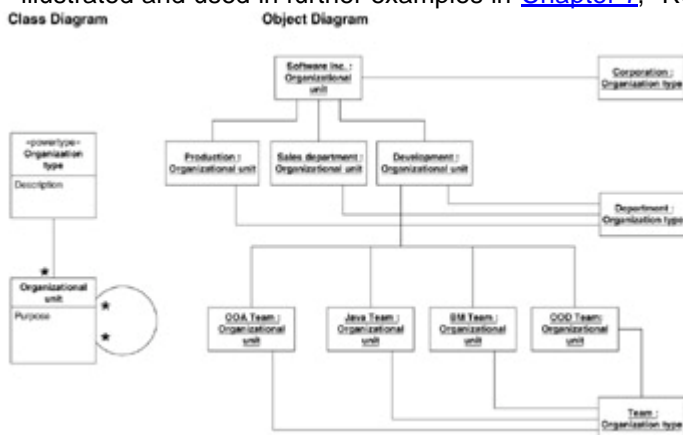 illustrated and used in further examples in Chapter 7, "R
Class Diagram
Object Diagram
Software Inc. :
Organizational
unit
Corporation :
Organization type
«powertype»
Organization
type
Description
Production :
Organizational unit
Sales department :
Organizational unit
Development :
Organizational unit
Department :
Organization type
*
Organizational
unit
Purpose
*
*
OOA Team :
Organizational
unit
Java Team :
Organizational
unit
BM Team :
Organizational
unit
OOD Team:
Organizational
unit
Team :
Organization type